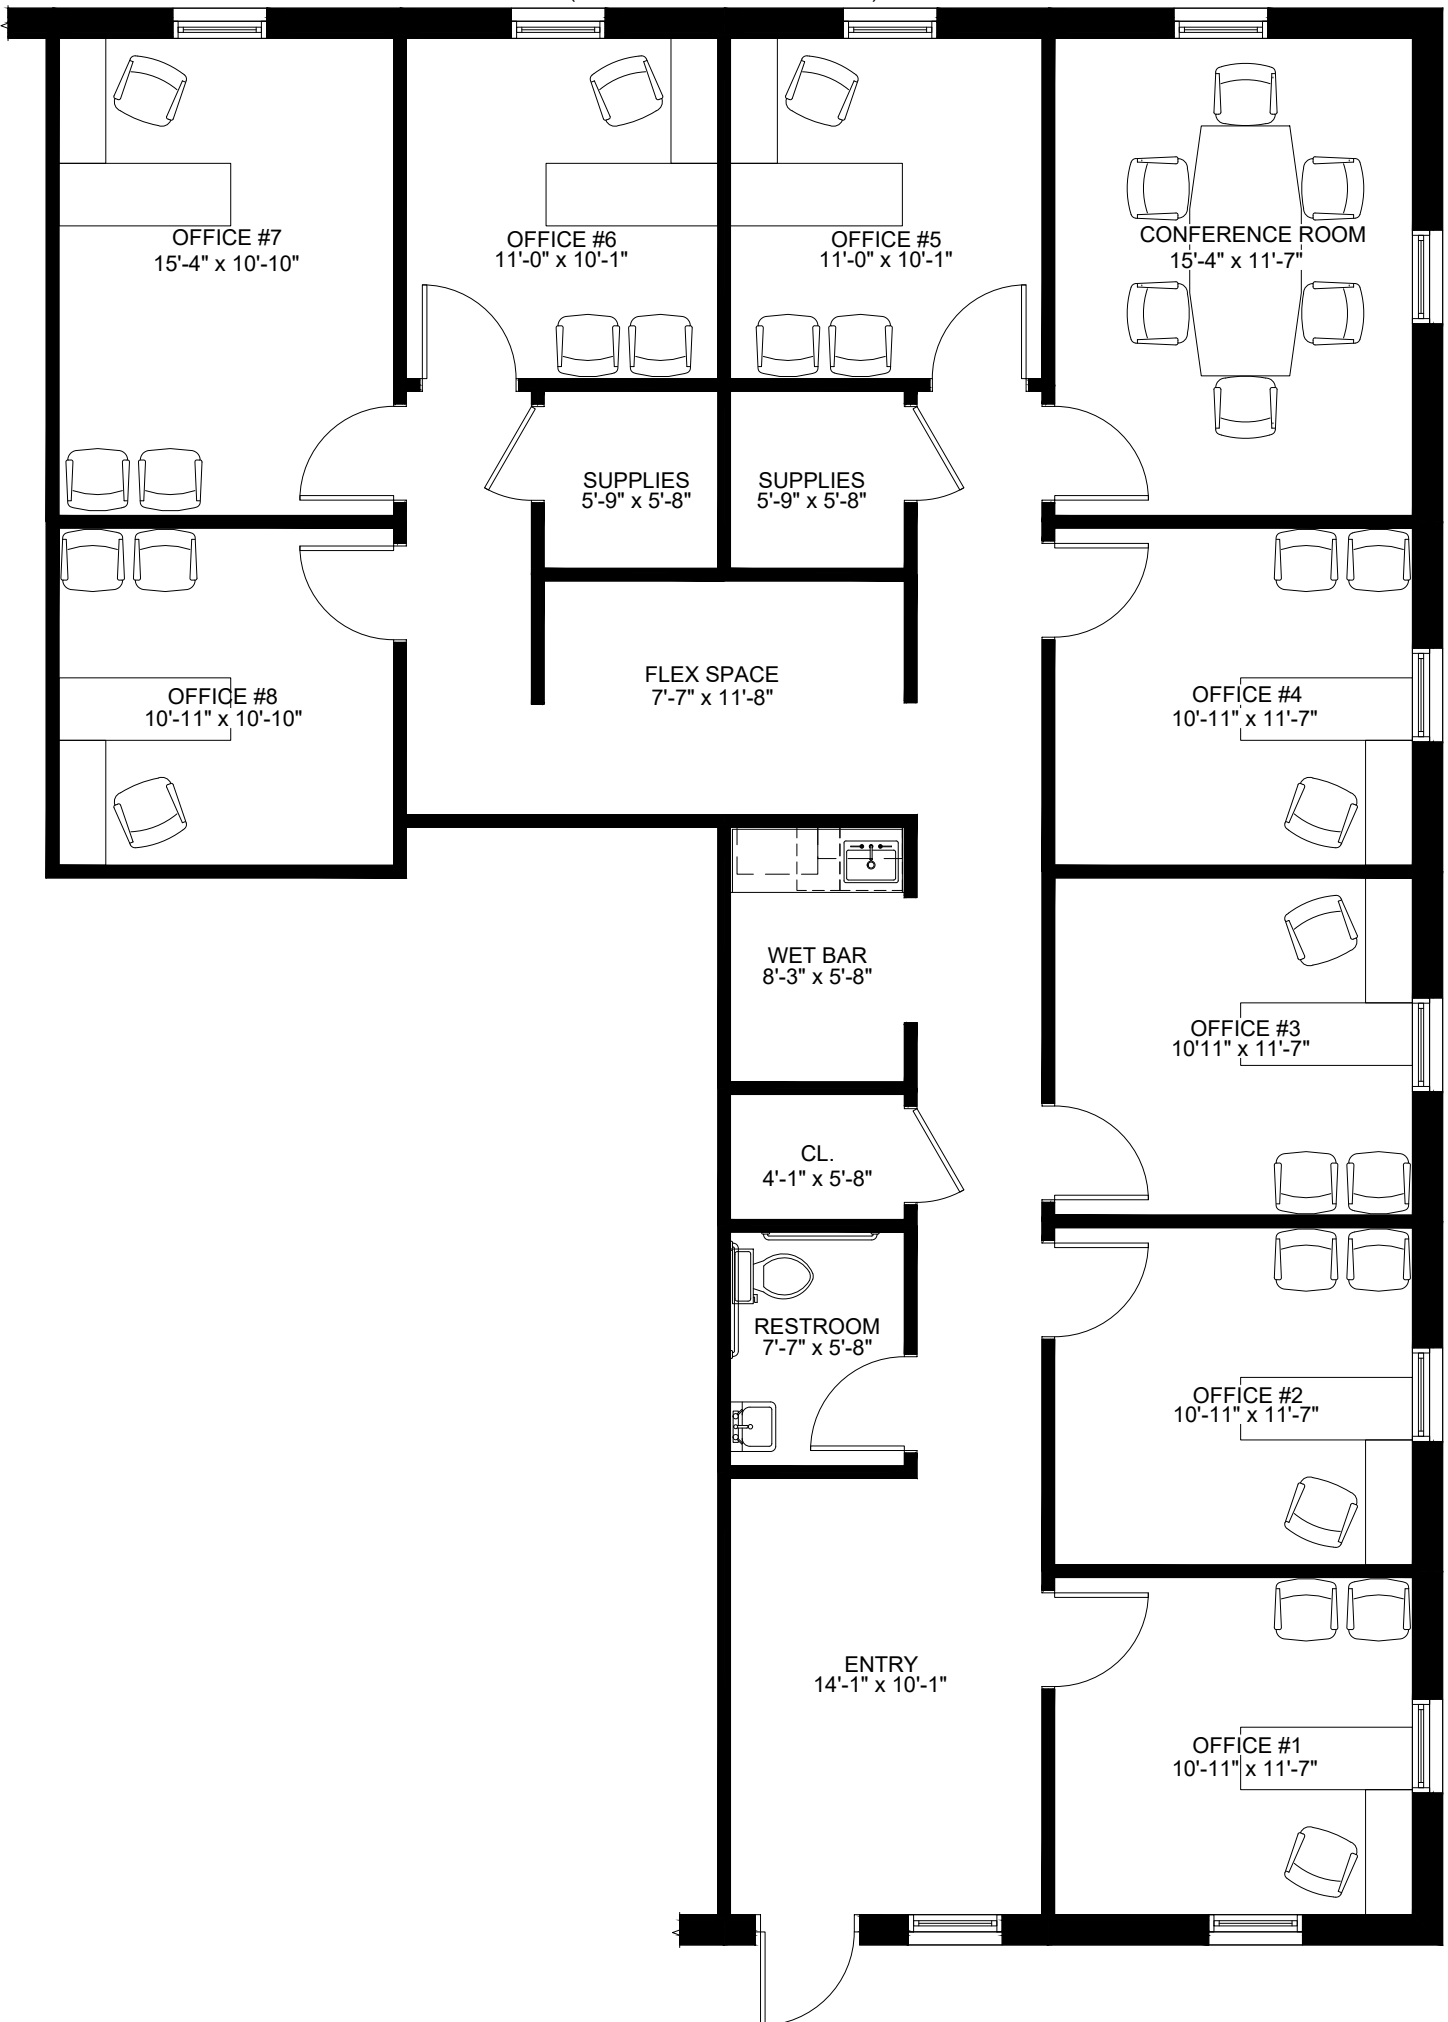 OFFICE #7
15'-4" x 10'-10"
OFFICE #6
11'-0" x 10'-1"
OFFICE #5
11'-0" x 10'-1"
CONFERENCE ROOM
15'-4" x 11'-7"
SUPPLIES
5'-9" x 5'-8"
SUPPLIES
5'-9" x 5'-8"
FLEX SPACE
7'-7" x 11'-8"
OFFICE #8
10'-11" x 10'-10"
OFFICE #4
10'-11" x 11'-7"
WET BAR
8'-3" x 5'-8"
OFFICE #3
10'11" x 11'-7"
CL.
4'-1" x 5'-8"
RESTROOM
7'-7" x 5'-8"
OFFICE #2
10'-11" x 11'-7"
ENTRY
14'-1" x 10'-1"
OFFICE #1
10'-11" x 11'-7"